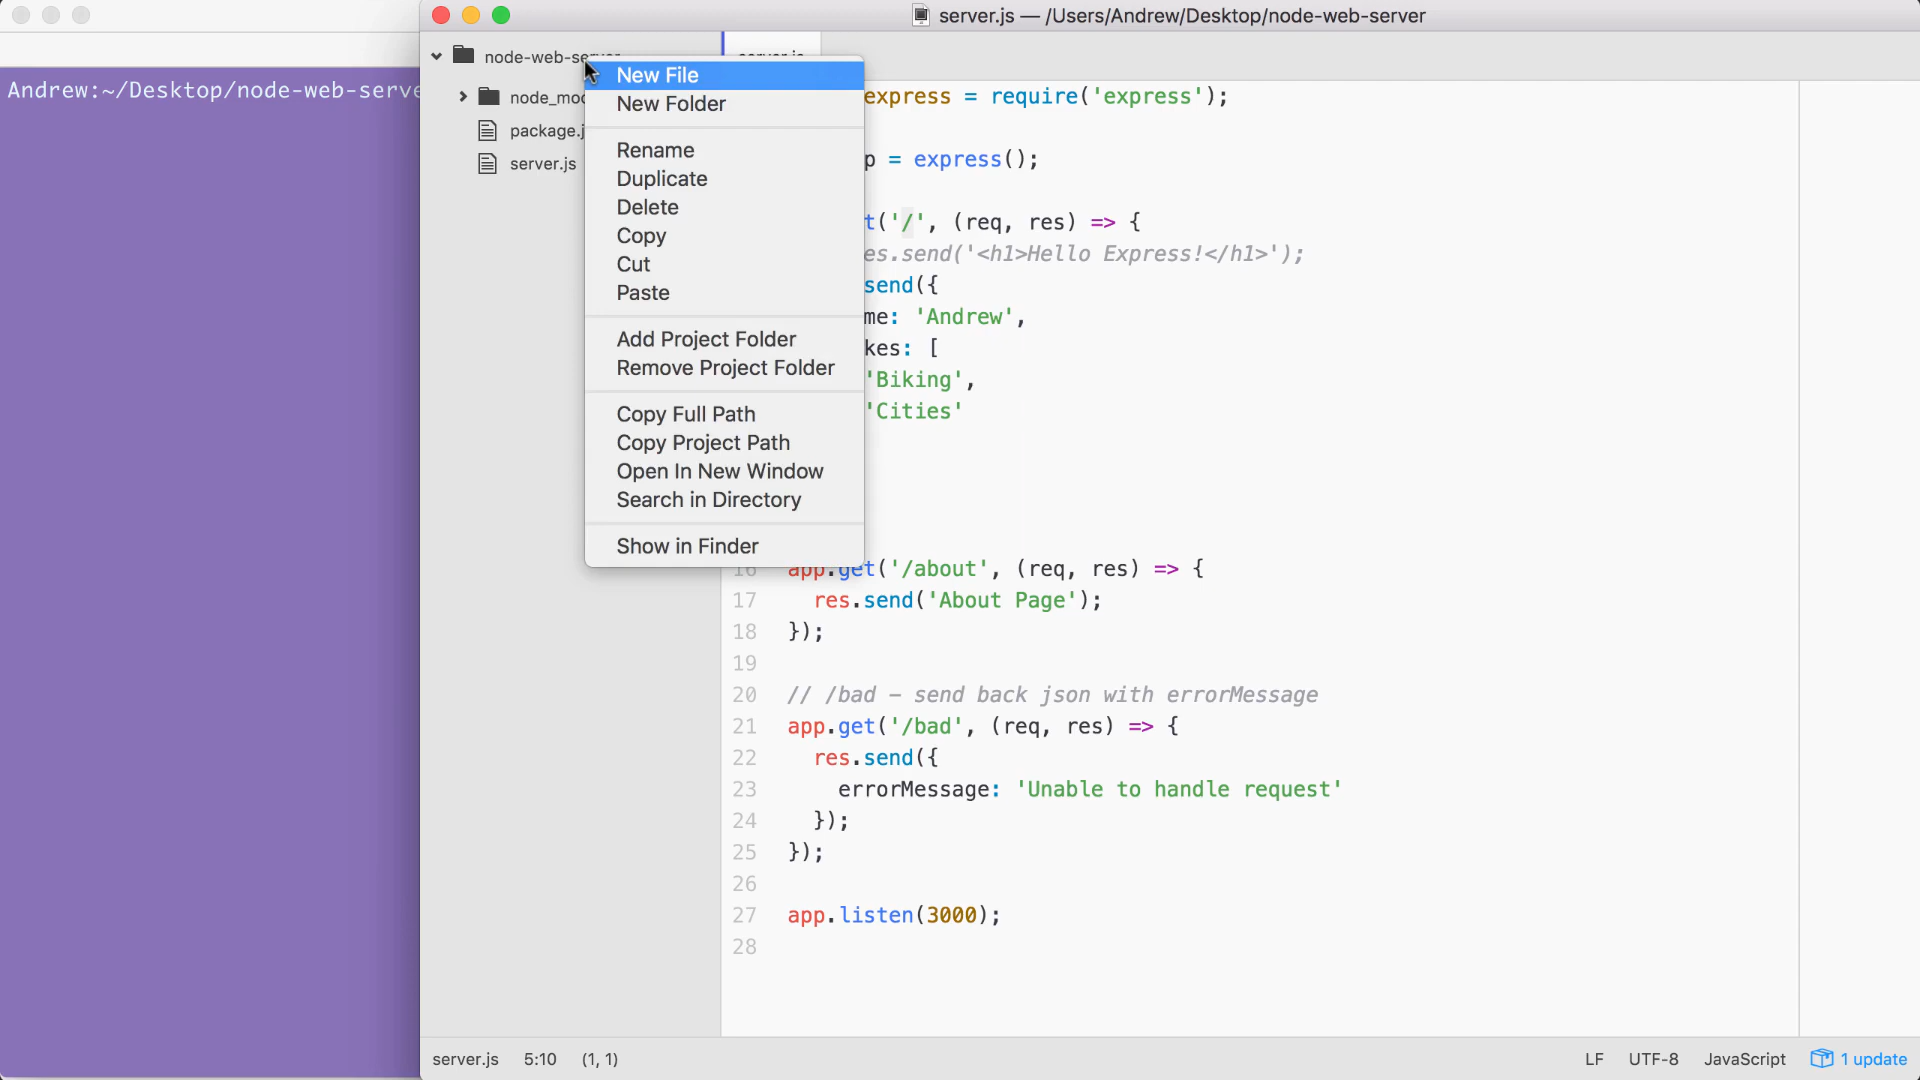 server.js — /Users/Andrew/Desktop/node-web-server
Andrew:~/Desktop/node-web-serve
node-web-server
node_mod
package.j
server.js
server.js
New File
New Folder
Rename
Duplicate
Delete
Copy
Cut
Paste
Add Project Folder
Remove Project Folder
Copy Full Path
Copy Project Path
Open In New Window
Search in Directory
Show in Finder
express = require('express');
p = express();
t('/', (req, res) => {
es.send('<h1>Hello Express!</h1>');
send({
me: 'Andrew',
kes: [
'Biking',
'Cities'
16 app.get('/about', (req, res) => {
17 res.send('About Page');
18 });
19
20 // /bad - send back json with errorMessage
21 app.get('/bad', (req, res) => {
22 res.send({
23 errorMessage: 'Unable to handle request'
24 });
25 });
26
27 app.listen(3000);
28
server.js 5:10 (1, 1) LF UTF-8 JavaScript 1 update